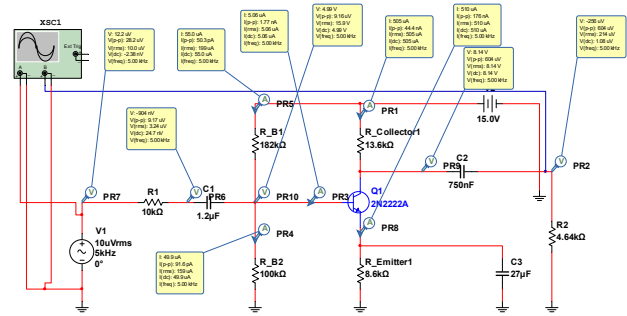 XSC1
Ext Trig
A
B
V: 12.2 uV
V(p-p): 28.2 uV
V(rms): 10.0 uV
V(dc): -2.38 nV
V(freq): 5.00 kHz
I: 55.0 uA
I(p-p): 50.3 pA
I(rms): 199 uA
I(dc): 55.0 uA
I(freq): 5.00 kHz
I: 5.06 uA
I(p-p): 1.77 nA
I(rms): 5.06 uA
I(dc): 5.06 uA
I(freq): 5.00 kHz
V: 4.99 V
V(p-p): 9.16 uV
V(rms): 15.9 V
V(dc): 4.99 V
V(freq): 5.00 kHz
I: 505 uA
I(p-p): 44.4 nA
I(rms): 505 uA
I(dc): 505 uA
I(freq): 5.00 kHz
I: 510 uA
I(p-p): 176 nA
I(rms): 510 uA
I(dc): 510 uA
I(freq): 5.00 kHz
V: 8.14 V
V(p-p): 604 uV
V(rms): 8.14 V
V(dc): 8.14 V
V(freq): 5.00 kHz
V: -256 uV
V(p-p): 604 uV
V(rms): 214 uV
V(dc): 1.08 uV
V(freq): 5.00 kHz
V: -904 nV
V(p-p): 9.17 uV
V(rms): 3.24 uV
V(dc): 24.7 nV
V(freq): 5.00 kHz
I: 49.9 uA
I(p-p): 91.6 pA
I(rms): 159 uA
I(dc): 49.9 uA
I(freq): 5.00 kHz
A
PR5
A
PR1
15.0V
R_B1
182kΩ
R_Collector1
13.6kΩ
V
PR7
R1
10kΩ
V
C1
PR6
1.2µF
V
PR10
A
PR3
Q1
2N2222A
V
PR9
C2
750nF
V
PR2
V1
10uVrms
5kHz
0°
A
PR4
R_B2
100kΩ
A
PR8
R_Emitter1
8.6kΩ
C3
27µF
R2
4.64kΩ